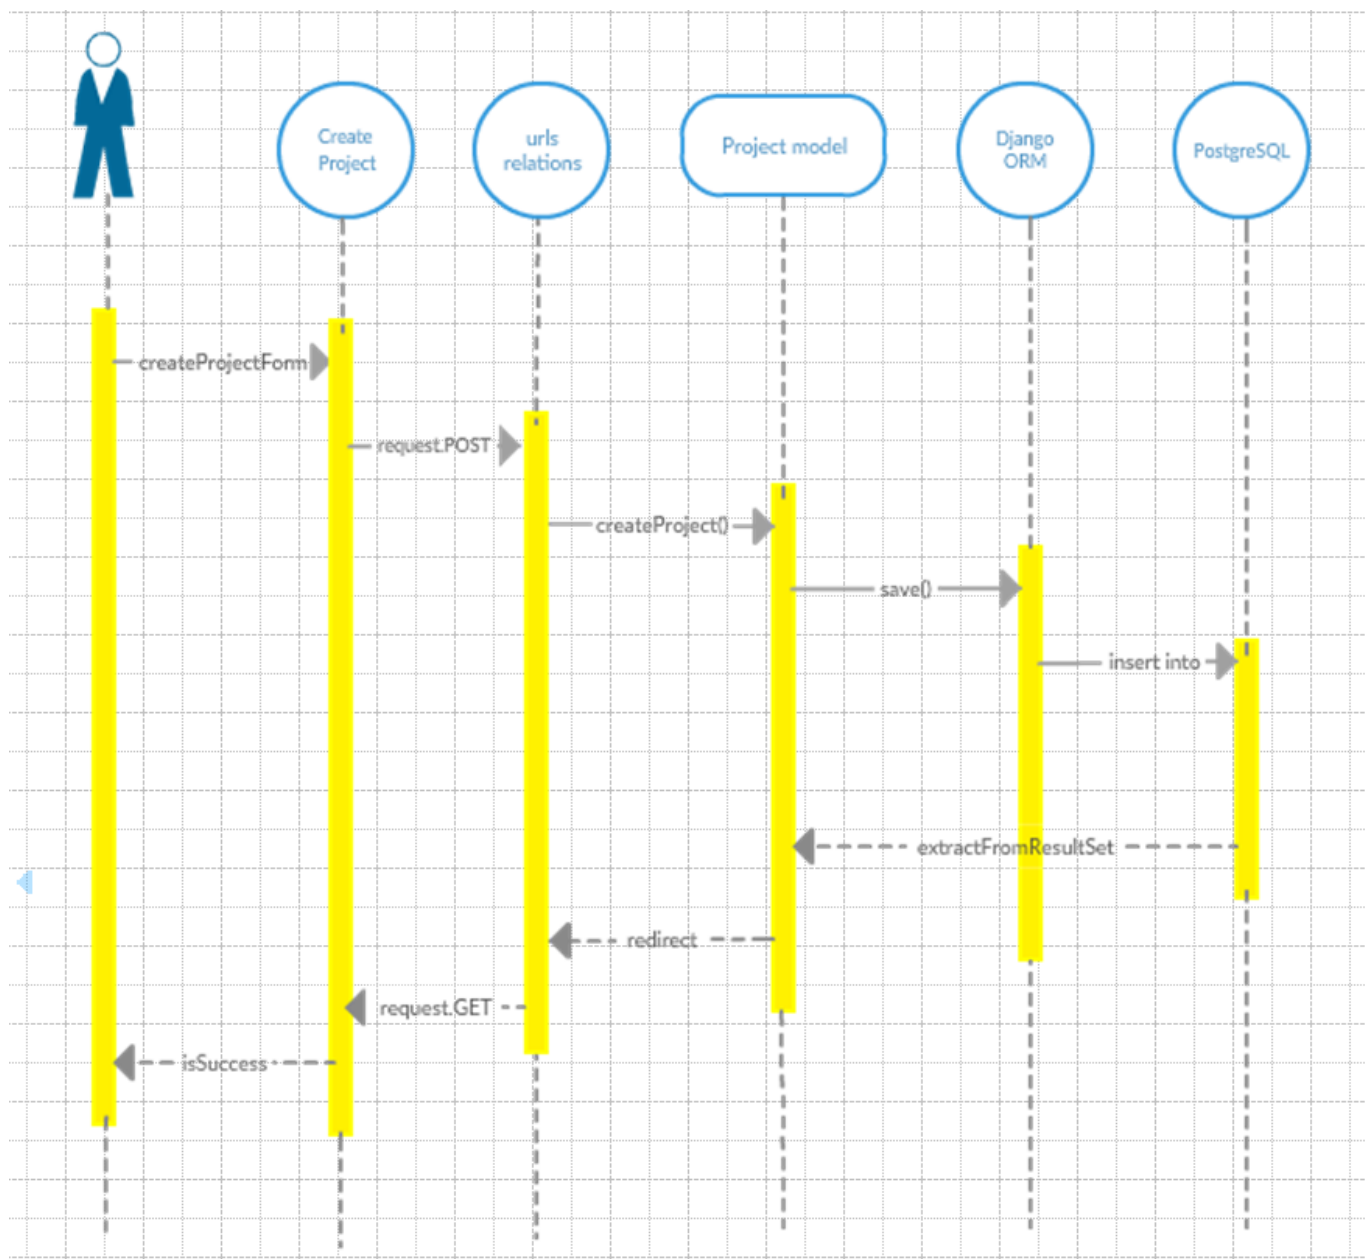 Create
Project
urls
relations
Project model
Django
ORM
PostgreSQL
createProjectForm
request.POST
createProject()
save()
insert into
extractFromResultSet
redirect
request.GET
isSuccess